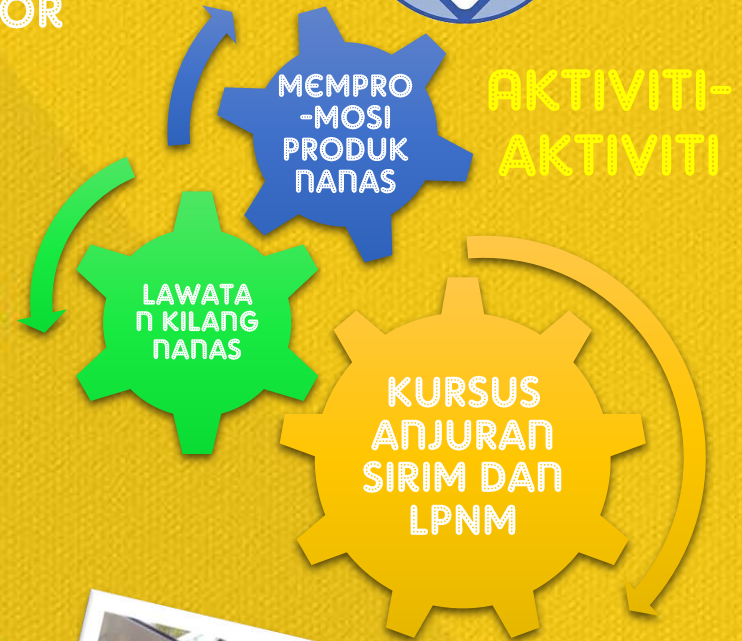 OR
MEMPRO
-MOSI
PRODUK
NANAS
AKTIVITI-
AKTIVITI
LAWATA
N KILANG
NANAS
KURSUS
ANJURAN
SIRIM DAN
LPNM